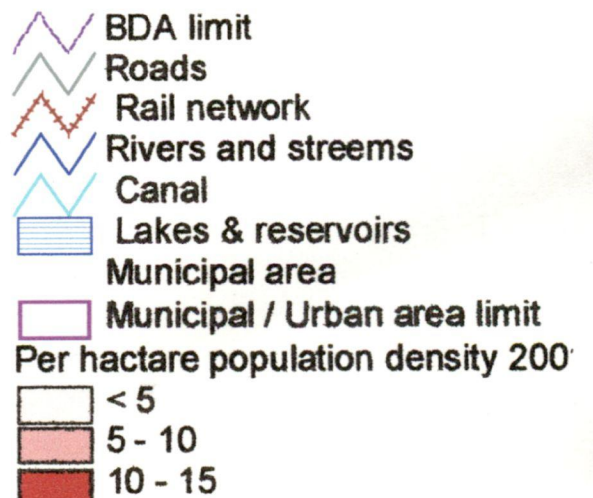 BDA limit
Roads
Rail network
Rivers and streems
Canal
Lakes & reservoirs
Municipal area
Municipal / Urban area limit
Per hactare population density 200
< 5
5 - 10
10 - 15